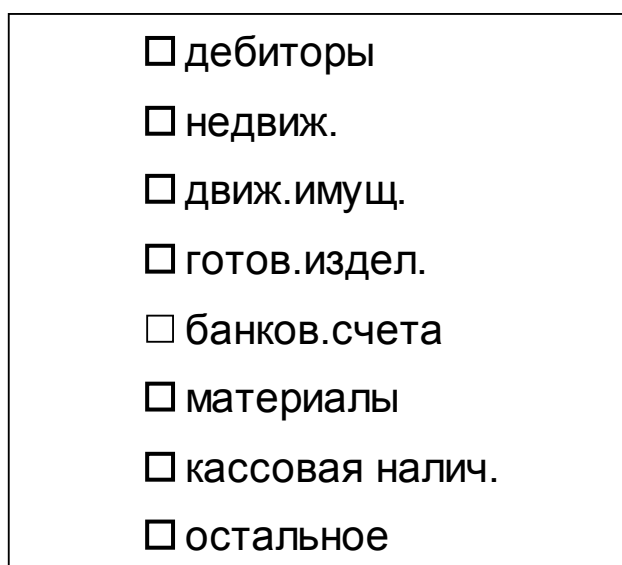 □ дебиторы
□ недвиж.
□ движ.имущ.
□ готов.издел.
□ банков.счета
□ материалы
□ кассовая налич.
□ остальное